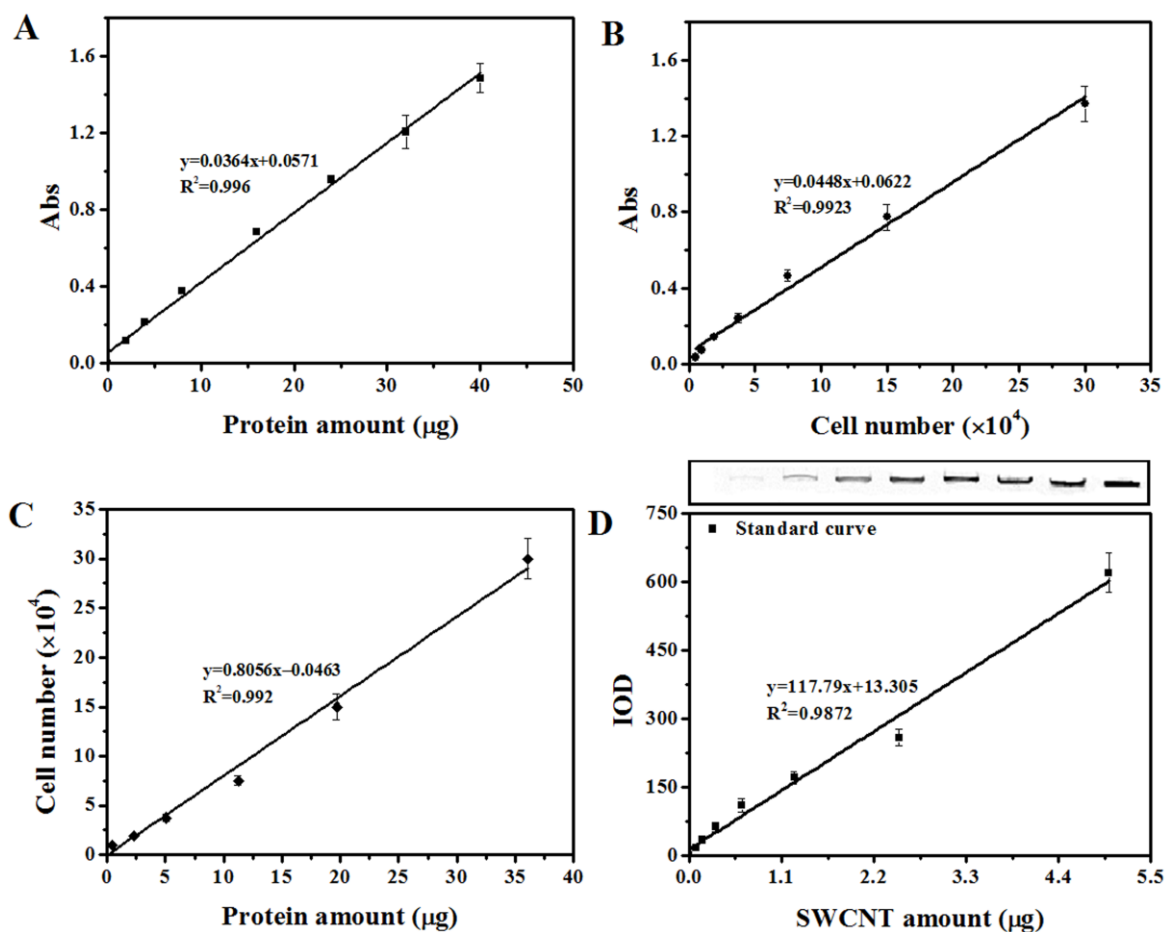 A
1.6
1.2
0.8
0.4
0.0
Abs
y=0.0364x+0.0571
R²=0.996
0 10 20 30 40 50
Protein amount (μg)
B
1.6
1.2
0.8
0.4
0.0
Abs
y=0.0448x+0.0622
R²=0.9923
0 5 10 15 20 25 30 35
Cell number (×10⁴)
C
35
30
25
20
15
10
5
0
Cell number (×10⁴)
y=0.8056x−0.0463
R²=0.992
0 5 10 15 20 25 30 35 40
Protein amount (μg)
D
750
600
450
300
150
0
IOD
Standard curve
y=117.79x+13.305
R²=0.9872
0.0 1.1 2.2 3.3 4.4 5.5
SWCNT amount (μg)